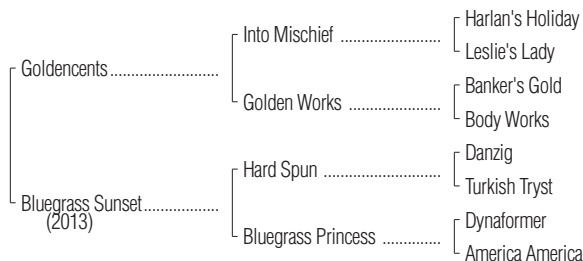 Harlan's Holiday
Into Mischief
Leslie's Lady
Goldencents
Banker's Gold
Golden Works
Body Works
Danzig
Hard Spun
Turkish Tryst
Bluegrass Sunset
(2013)
Dynaformer
Bluegrass Princess
America America